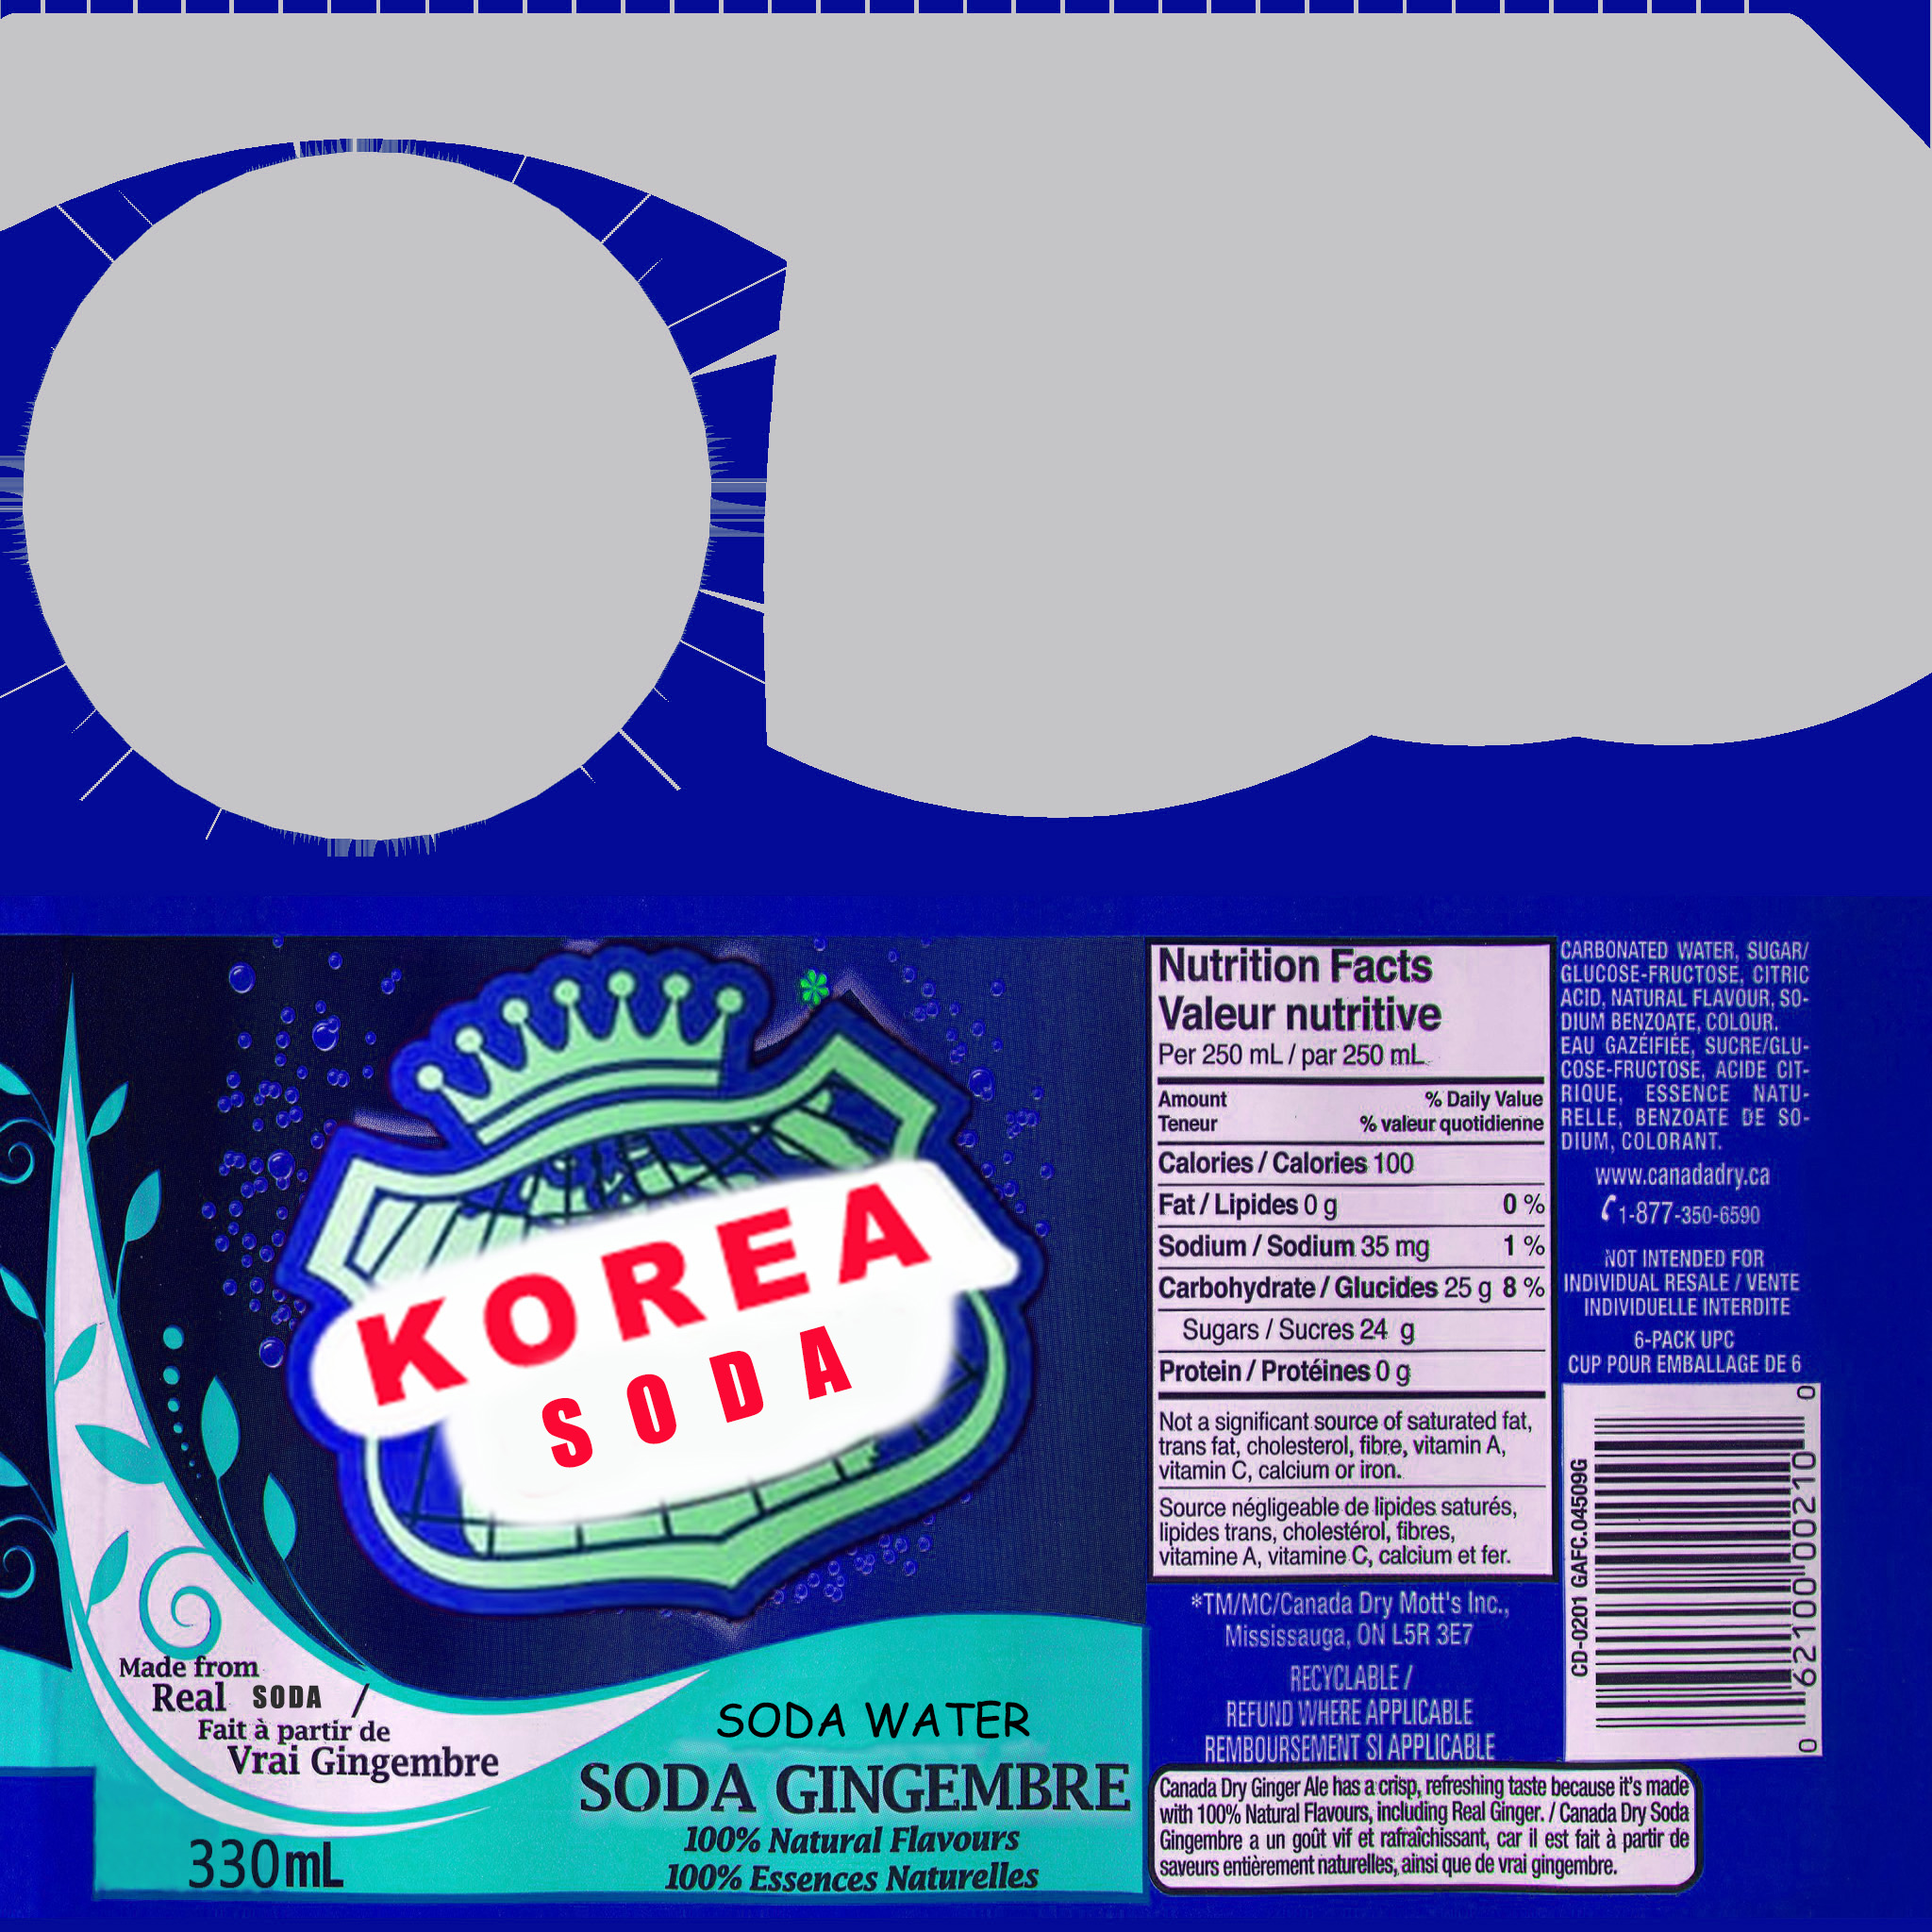 KOREA
SODA
Made from
Real SODA /
Fait à partir de
Vrai Gingembre
330mL
SODA WATER
SODA GINGEMBRE
100% Natural Flavours
100% Essences Naturelles
Nutrition Facts
Valeur nutritive
Per 250 mL / par 250 mL
Amount % Daily Value
Teneur % valeur quotidienne
Calories / Calories 100
Fat / Lipides 0 g 0 %
Sodium / Sodium 35 mg 1 %
Carbohydrate / Glucides 25 g 8 %
Sugars / Sucres 24 g
Protein / Protéines 0 g
Not a significant source of saturated fat,
trans fat, cholesterol, fibre, vitamin A,
vitamin C, calcium or iron.
Source négligeable de lipides saturés,
lipides trans, cholestérol, fibres,
vitamine A, vitamine C, calcium et fer.
*TM/MC/Canada Dry Mott's Inc.,
Mississauga, ON L5R 3E7
RECYCLABLE /
REFUND WHERE APPLICABLE
REMBOURSEMENT SI APPLICABLE
Canada Dry Ginger Ale has a crisp, refreshing taste because it's made
with 100% Natural Flavours, including Real Ginger. / Canada Dry Soda
Gingembre a un goût vif et rafraîchissant, car il est fait à partir de
saveurs entièrement naturelles, ainsi que de vrai gingembre.
CARBONATED WATER, SUGAR/
GLUCOSE-FRUCTOSE, CITRIC
ACID, NATURAL FLAVOUR, SO-
DIUM BENZOATE, COLOUR.
EAU GAZÉIFIÉE, SUCRE/GLU-
COSE-FRUCTOSE, ACIDE CIT-
RIQUE, ESSENCE NATU-
RELLE, BENZOATE DE SO-
DIUM, COLORANT.
www.canadadry.ca
1-877-350-6590
NOT INTENDED FOR
INDIVIDUAL RESALE / VENTE
INDIVIDUELLE INTERDITE
6-PACK UPC
CUP POUR EMBALLAGE DE 6
CD-0201 GAFC.04509G
0 62100 00210 0